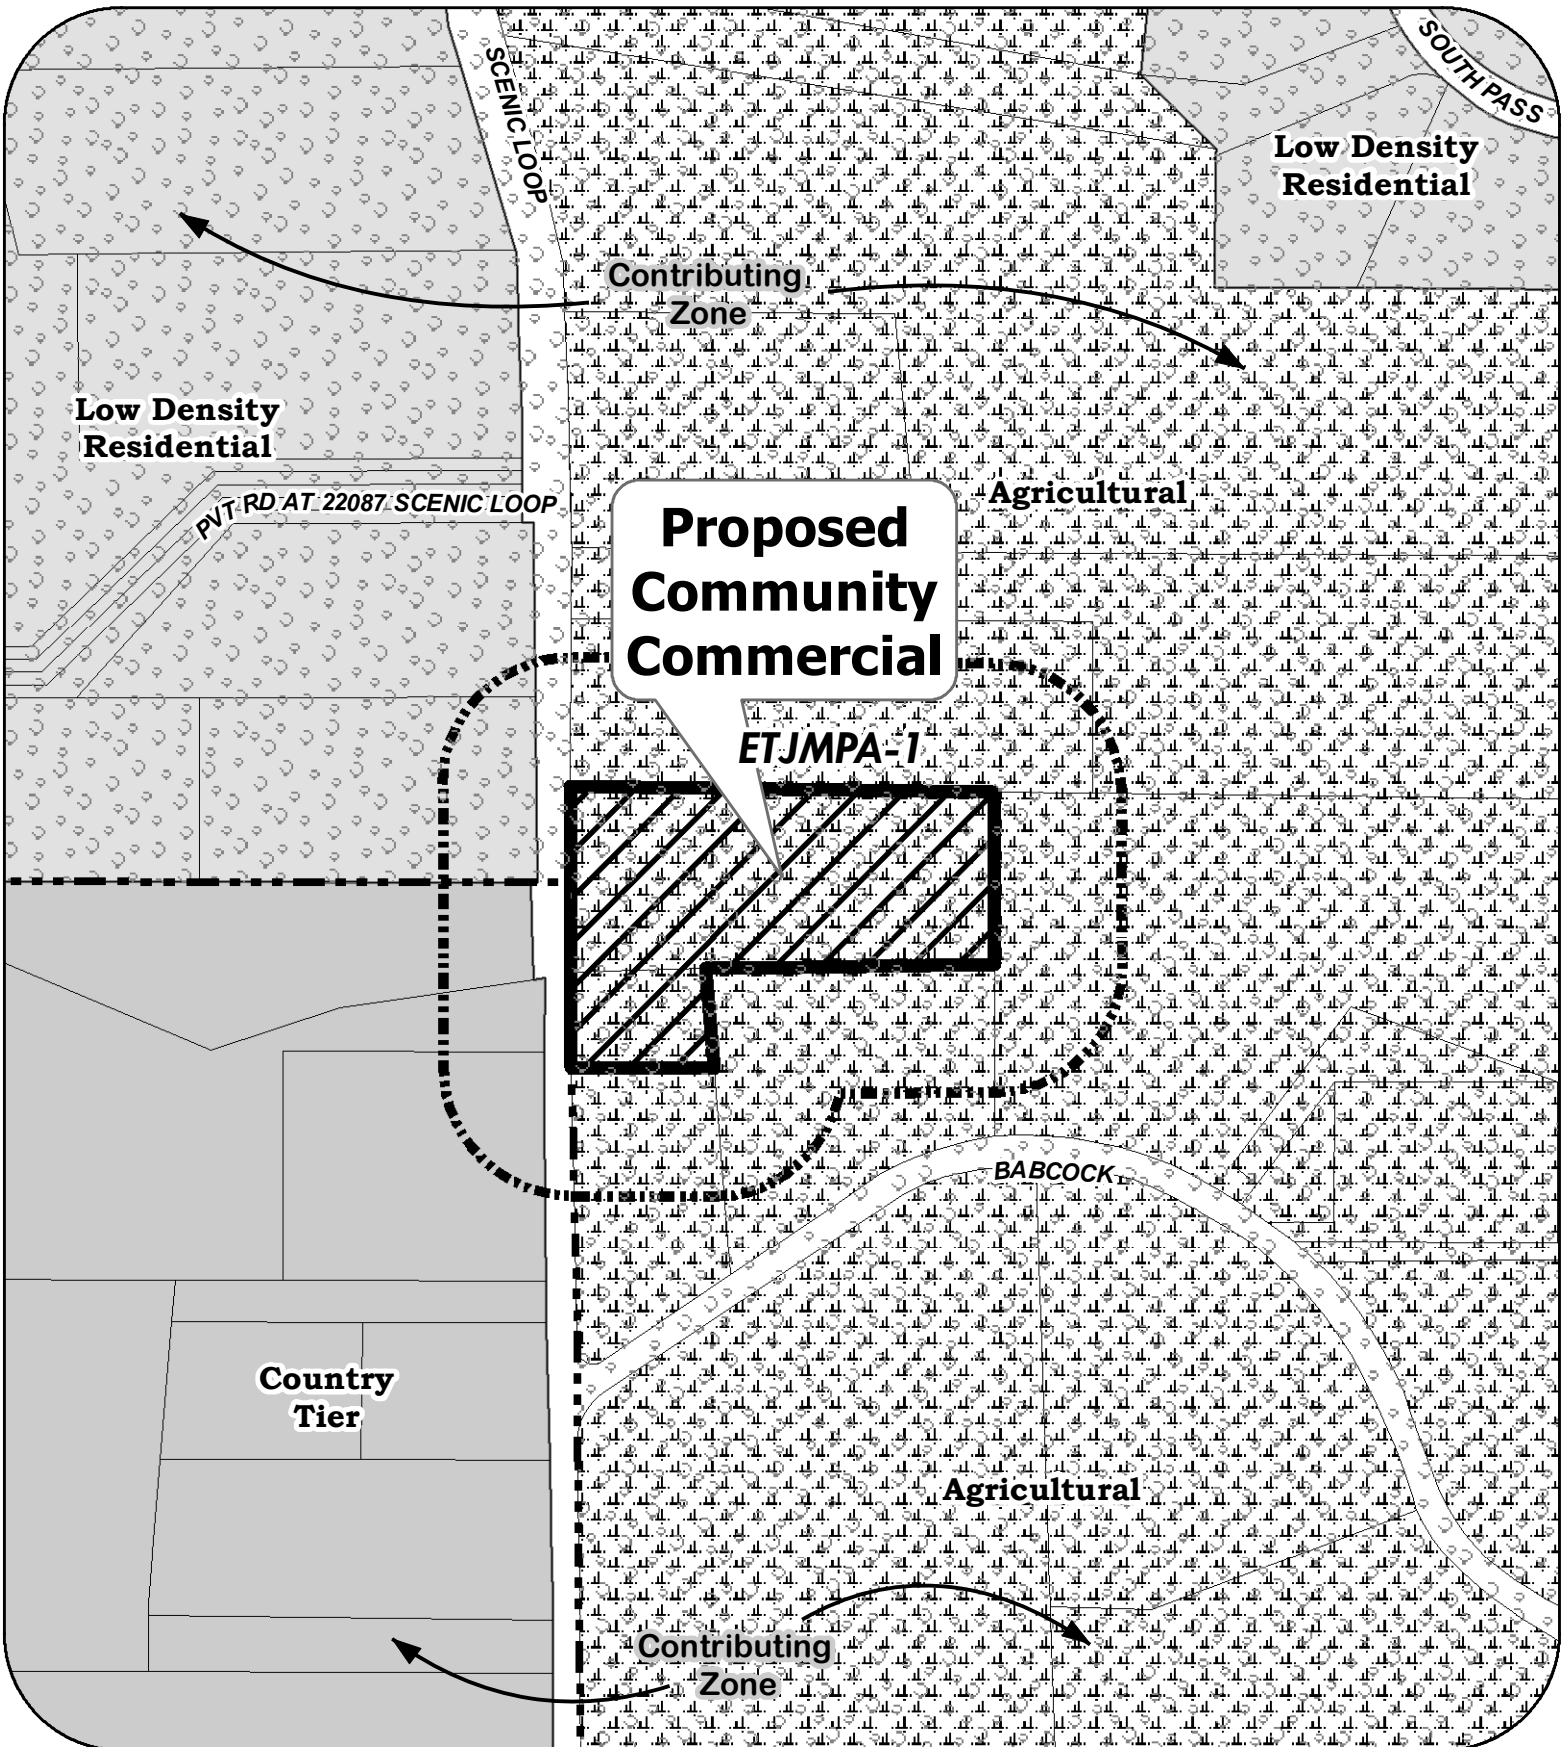 SCENIC LOOP
SOUTH PASS
Low Density
Residential
Contributing
Zone
Low Density
Residential
PVT RD AT 22087 SCENIC LOOP
Agricultural
Proposed
Community
Commercial
ETJMPA-1
BABCOCK
Country
Tier
Agricultural
Contributing
Zone